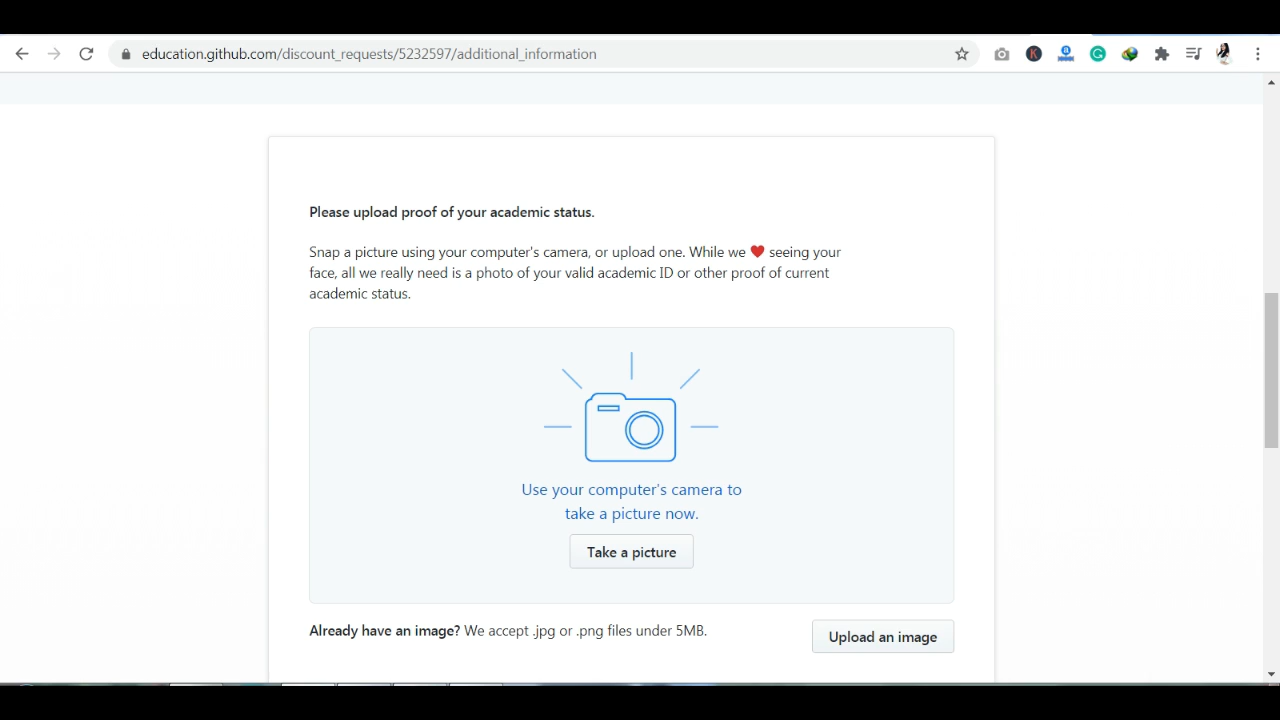 education.github.com/discount_requests/5232597/additional_information
Please upload proof of your academic status.
Snap a picture using your computer's camera, or upload one. While we ❤ seeing your
face, all we really need is a photo of your valid academic ID or other proof of current
academic status.
Use your computer's camera to
take a picture now.
Take a picture
Already have an image? We accept .jpg or .png files under 5MB.
Upload an image